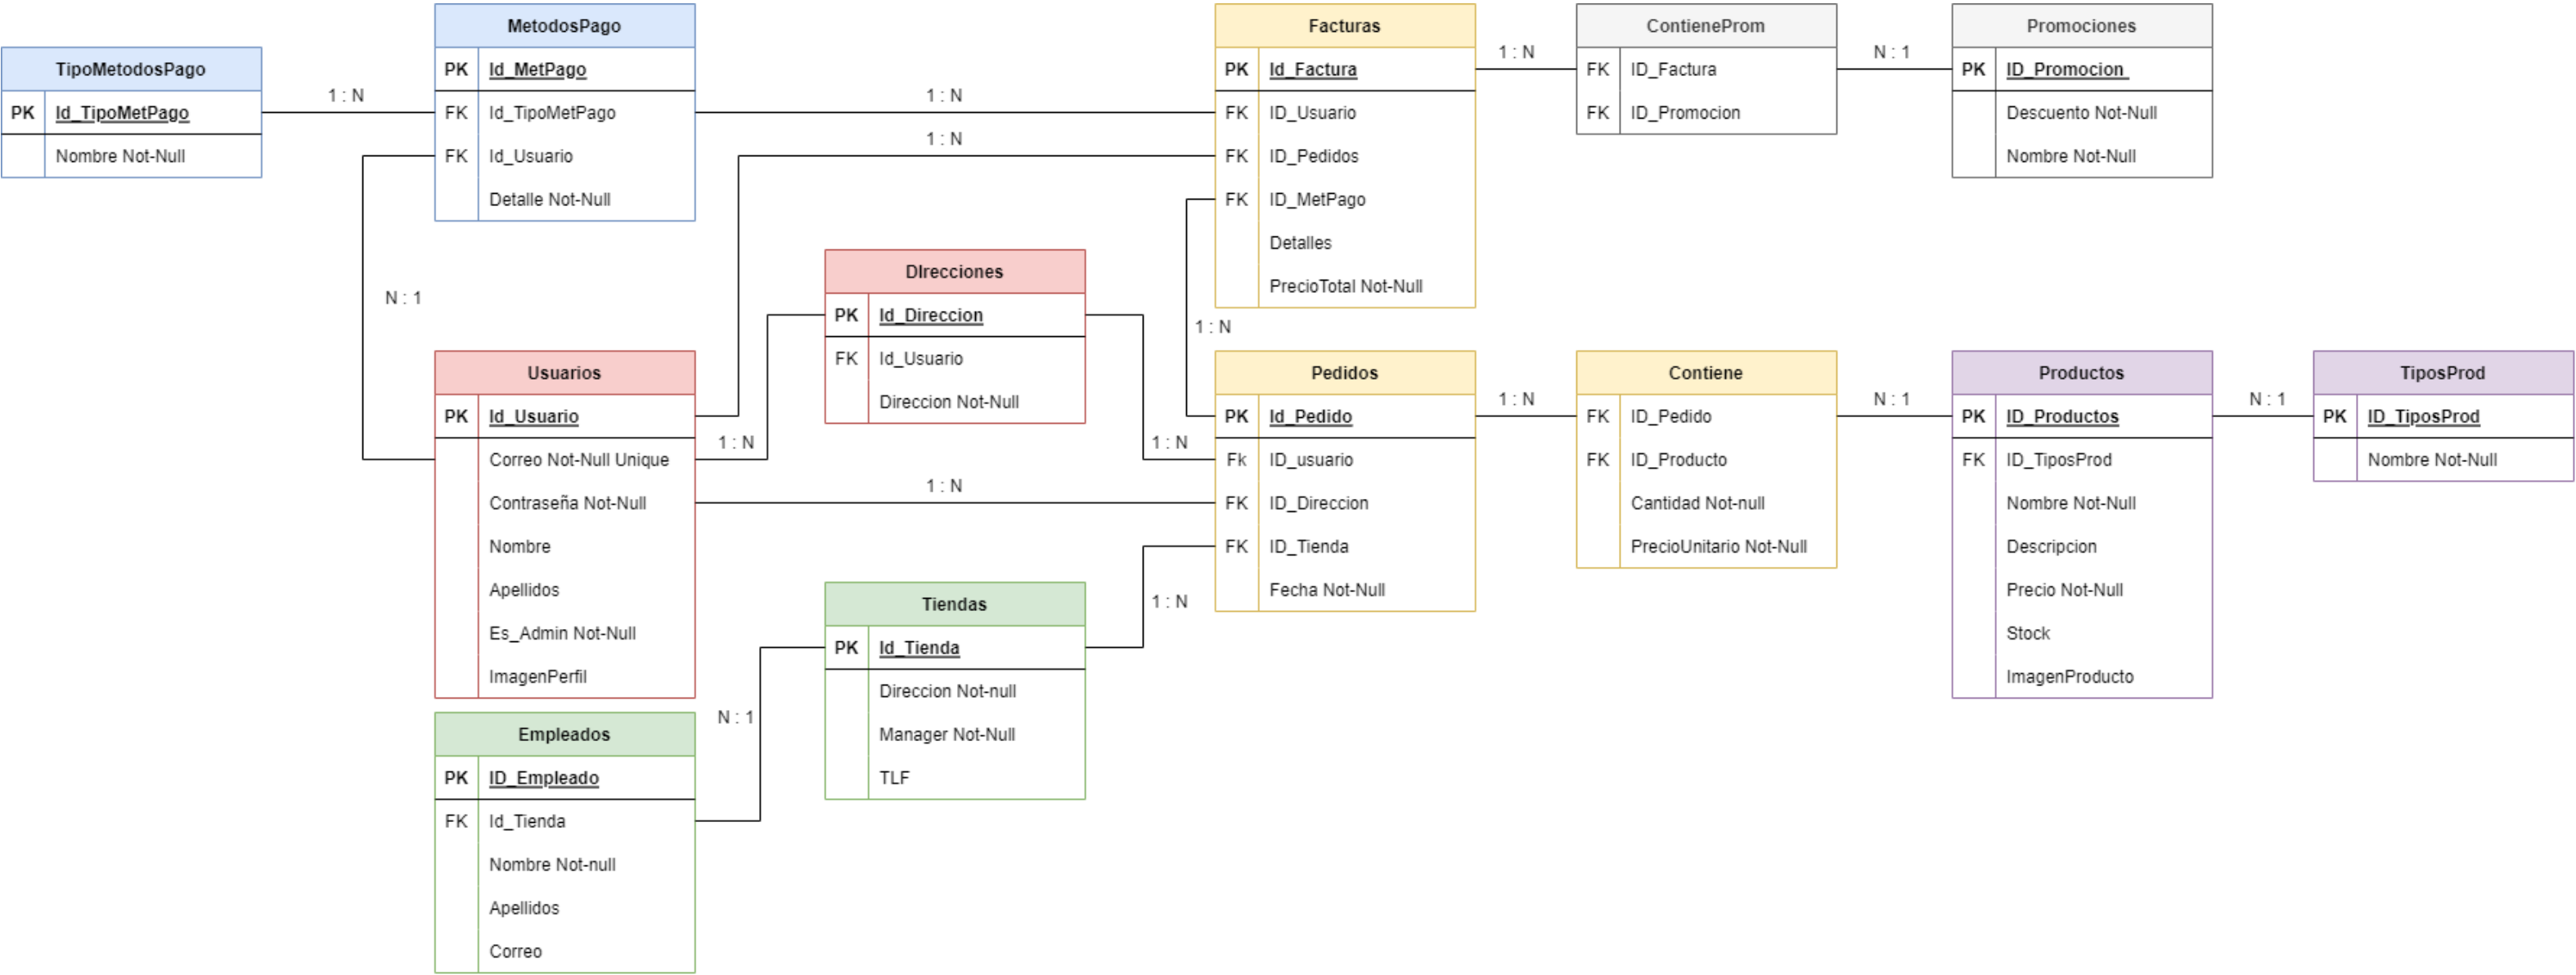 TipoMetodosPago
PK Id_TipoMetPago
Nombre Not-Null
1 : N
MetodosPago
PK Id_MetPago
FK Id_TipoMetPago
FK Id_Usuario
Detalle Not-Null
N : 1
1 : N
1 : N
Facturas
PK Id_Factura
FK ID_Usuario
FK ID_Pedidos
FK ID_MetPago
Detalles
PrecioTotal Not-Null
1 : N
ContieneProm
FK ID_Factura
FK ID_Promocion
N : 1
Promociones
PK ID_Promocion
Descuento Not-Null
Nombre Not-Null
DIrecciones
PK Id_Direccion
FK Id_Usuario
Direccion Not-Null
1 : N
Usuarios
PK Id_Usuario
Correo Not-Null Unique
Contraseña Not-Null
Nombre
Apellidos
Es_Admin Not-Null
ImagenPerfil
1 : N
1 : N
1 : N
Pedidos
PK Id_Pedido
Fk ID_usuario
FK ID_Direccion
FK ID_Tienda
Fecha Not-Null
1 : N
Contiene
FK ID_Pedido
FK ID_Producto
Cantidad Not-null
PrecioUnitario Not-Null
N : 1
Productos
PK ID_Productos
FK ID_TiposProd
Nombre Not-Null
Descripcion
Precio Not-Null
Stock
ImagenProducto
N : 1
TiposProd
PK ID_TiposProd
Nombre Not-Null
Tiendas
PK Id_Tienda
Direccion Not-null
Manager Not-Null
TLF
1 : N
N : 1
Empleados
PK ID_Empleado
FK Id_Tienda
Nombre Not-null
Apellidos
Correo